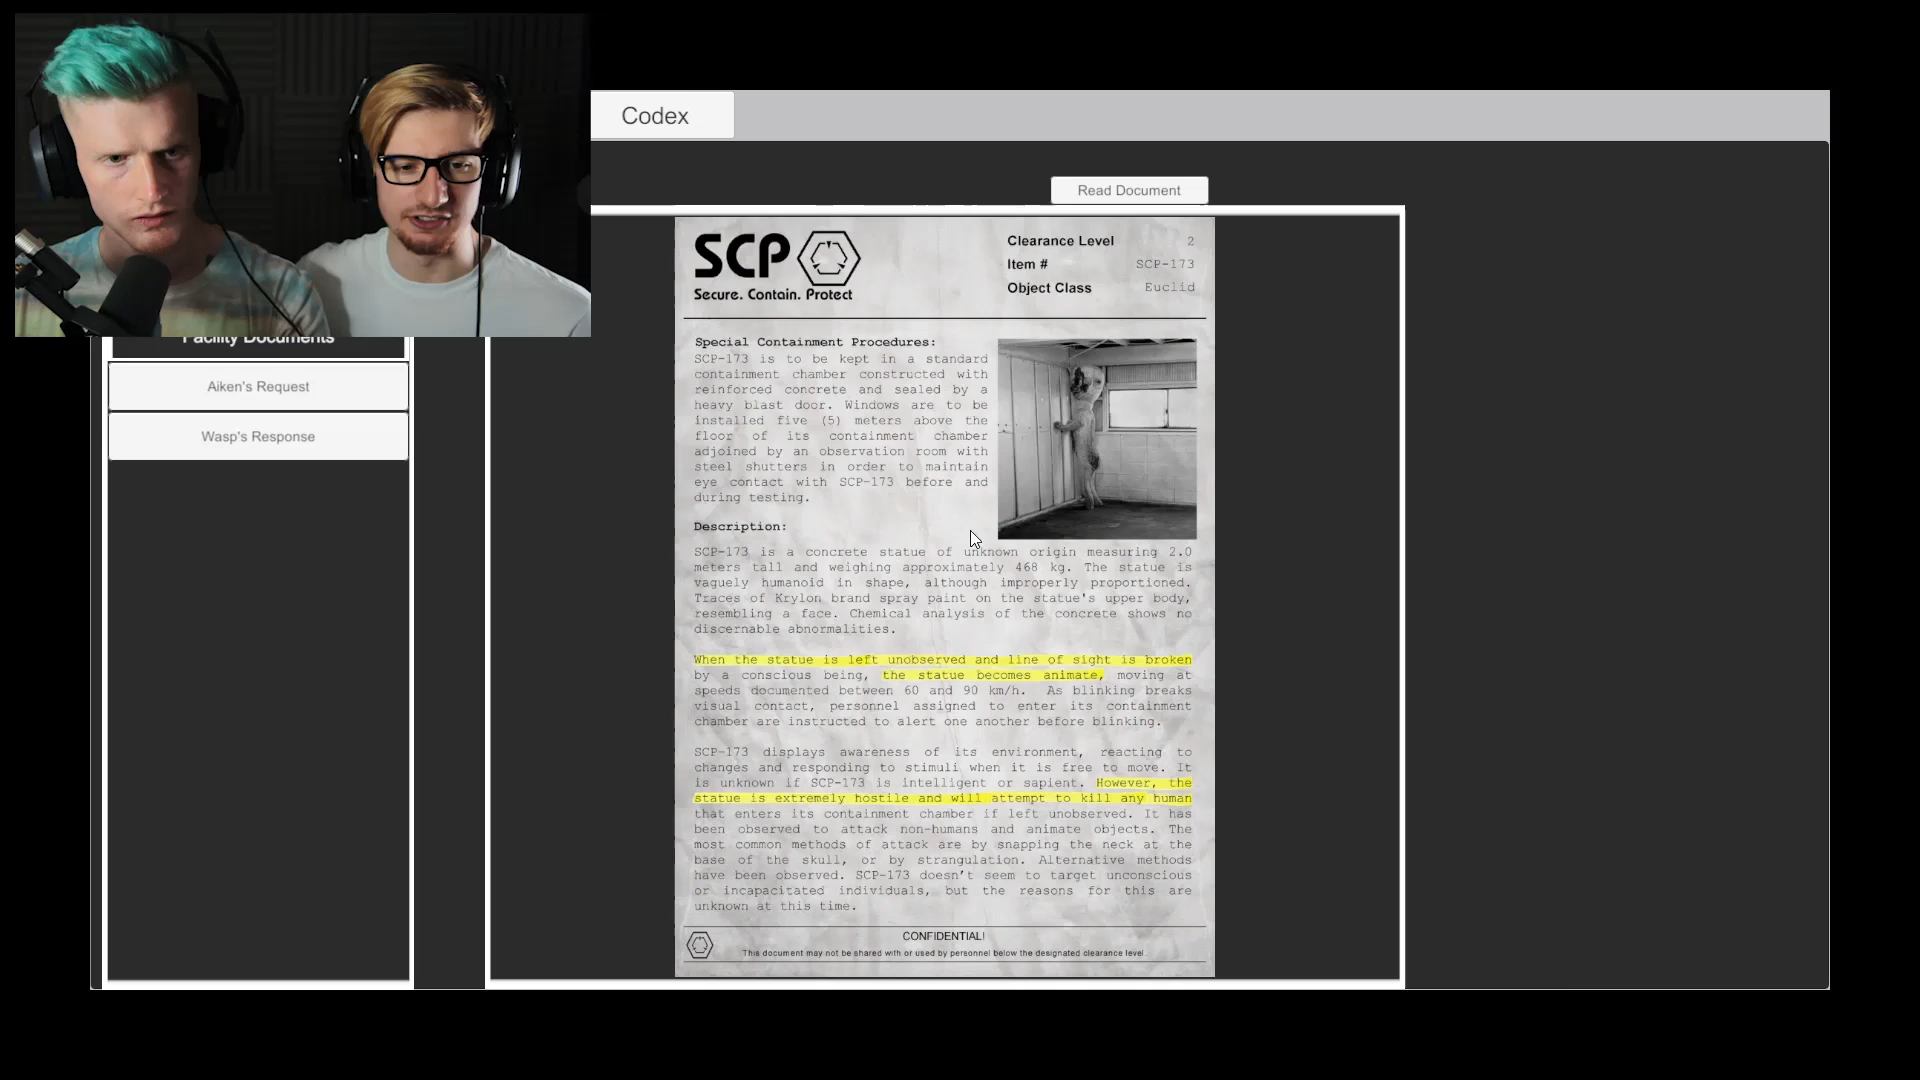 Codex
Read Document
Facility Documents
Aiken's Request
Wasp's Response
SCP
Secure. Contain. Protect
Clearance Level 2
Item # SCP-173
Object Class Euclid
Special Containment Procedures:
SCP-173 is to be kept in a standard
containment chamber constructed with
reinforced concrete and sealed by a
heavy blast door. Windows are to be
installed five (5) meters above the
floor of its containment chamber
adjoined by an observation room with
steel shutters in order to maintain
eye contact with SCP-173 before and
during testing.
Description:
SCP-173 is a concrete statue of unknown origin measuring 2.0
meters tall and weighing approximately 468 kg. The statue is
vaguely humanoid in shape, although improperly proportioned.
Traces of Krylon brand spray paint on the statue's upper body,
resembling a face. Chemical analysis of the concrete shows no
discernable abnormalities.
When the statue is left unobserved and line of sight is broken
by a conscious being, the statue becomes animate, moving at
speeds documented between 60 and 90 km/h. As blinking breaks
visual contact, personnel assigned to enter its containment
chamber are instructed to alert one another before blinking.
SCP-173 displays awareness of its environment, reacting to
changes and responding to stimuli when it is free to move. It
is unknown if SCP-173 is intelligent or sapient. However, the
statue is extremely hostile and will attempt to kill any human
that enters its containment chamber if left unobserved. It has
been observed to attack non-humans and animate objects. The
most common methods of attack are by snapping the neck at the
base of the skull, or by strangulation. Alternative methods
have been observed. SCP-173 doesn't seem to target unconscious
or incapacitated individuals, but the reasons for this are
unknown at this time.
CONFIDENTIAL!
This document may not be shared with or used by personnel below the designated clearance level.